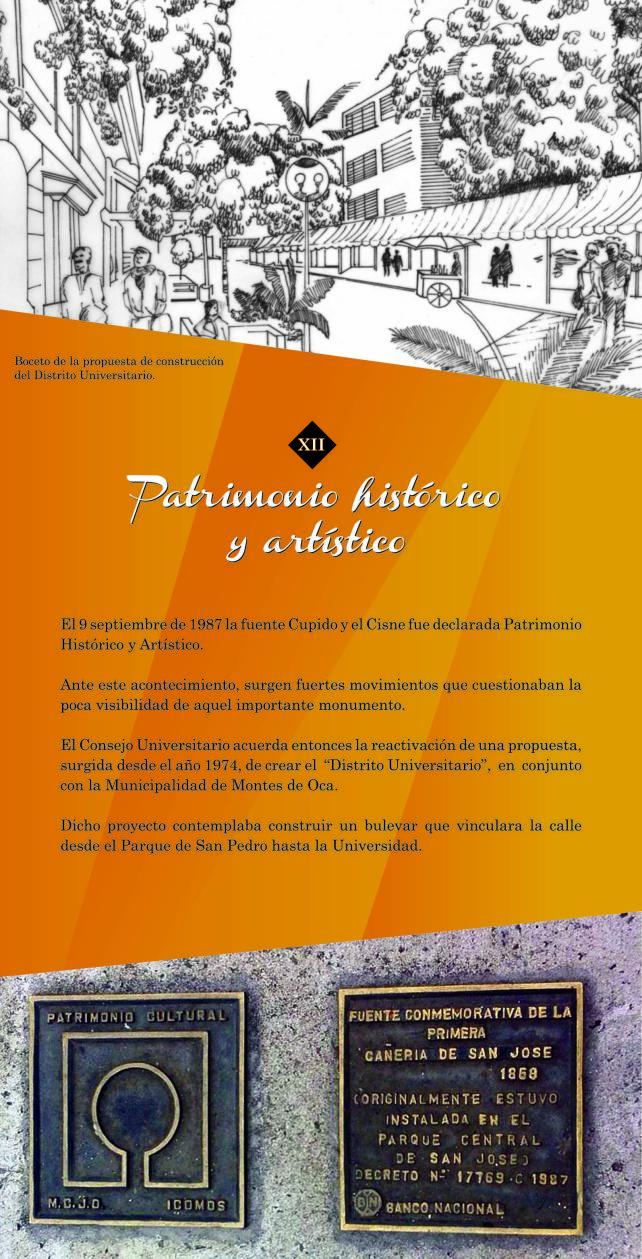 Boceto de la propuesta de construcción
del Distrito Universitario.
XII
Patrimonio histórico
y artístico
El 9 septiembre de 1987 la fuente Cupido y el Cisne fue declarada Patrimonio
Histórico y Artístico.
Ante este acontecimiento, surgen fuertes movimientos que cuestionaban la
poca visibilidad de aquel importante monumento.
El Consejo Universitario acuerda entonces la reactivación de una propuesta,
surgida desde el año 1974, de crear el “Distrito Universitario”, en conjunto
con la Municipalidad de Montes de Oca.
Dicho proyecto contemplaba construir un bulevar que vinculara la calle
desde el Parque de San Pedro hasta la Universidad.
PATRIMONIO CULTURAL
M.C.J.D. ICOMOS
FUENTE CONMEMORATIVA DE LA
PRIMERA
CAÑERIA DE SAN JOSE
1868
(ORIGINALMENTE ESTUVO
INSTALADA EN EL
PARQUE CENTRAL
DE SAN JOSE)
DECRETO Nº 17769-C 1987
BN BANCO NACIONAL